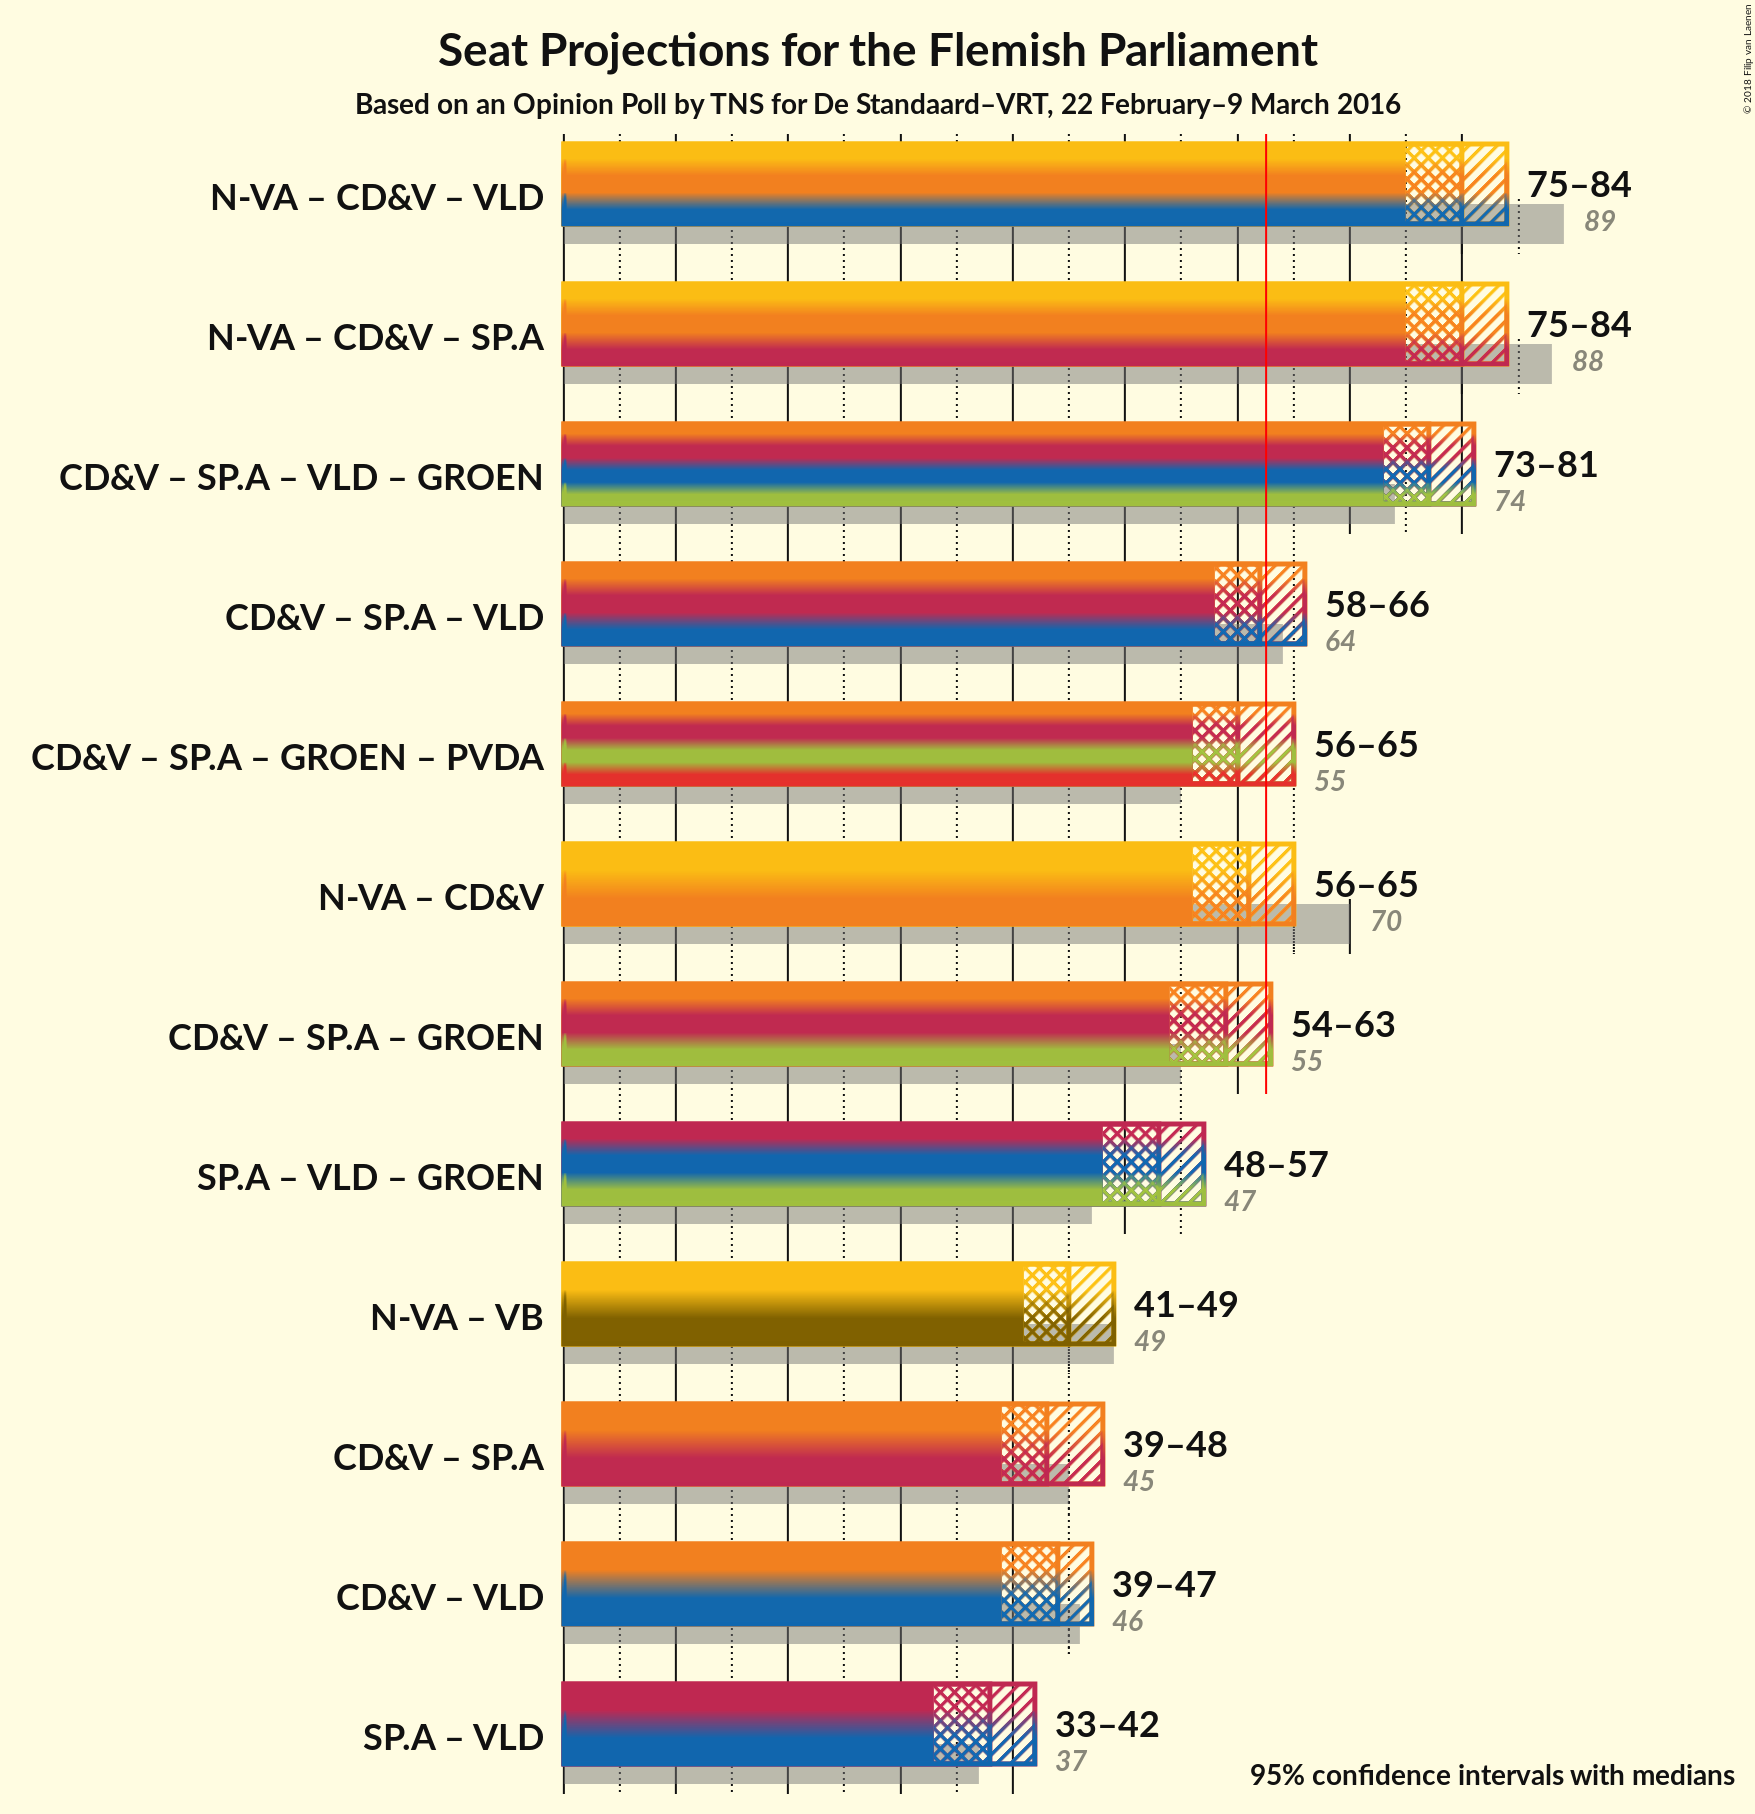 Seat Projections for the Flemish Parliament
Based on an Opinion Poll by TNS for De Standaard–VRT, 22 February–9 March 2016
© 2018 Filip van Laenen
N-VA – CD&V – VLD
75–84
89
N-VA – CD&V – SP.A
75–84
88
CD&V – SP.A – VLD – GROEN
73–81
74
CD&V – SP.A – VLD
58–66
64
CD&V – SP.A – GROEN – PVDA
56–65
55
N-VA – CD&V
56–65
70
CD&V – SP.A – GROEN
54–63
55
SP.A – VLD – GROEN
48–57
47
N-VA – VB
41–49
49
CD&V – SP.A
39–48
45
CD&V – VLD
39–47
46
SP.A – VLD
33–42
37
95% confidence intervals with medians